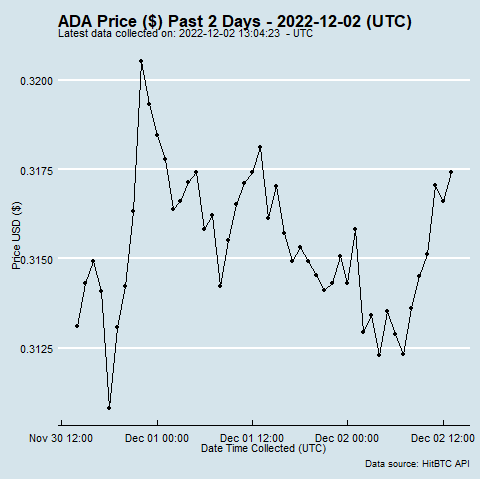 ADA Price ($) Past 2 Days - 2022-12-02 (UTC)
Latest data collected on: 2022-12-02 13:04:23 - UTC
0.3200
0.3175
0.3150
0.3125
Price USD ($)
Nov 30 12:00
Dec 01 00:00
Dec 01 12:00
Dec 02 00:00
Dec 02 12:00
Date Time Collected (UTC)
Data source: HitBTC API